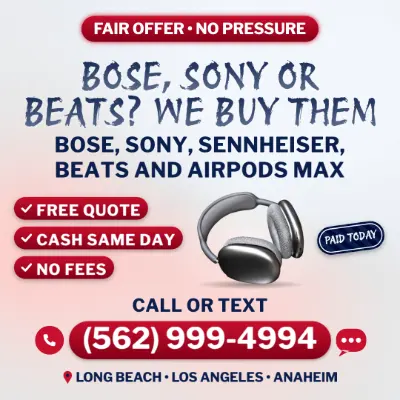 FAIR OFFER • NO PRESSURE
BOSE, SONY OR
BEATS? WE BUY THEM
BOSE, SONY, SENNHEISER,
BEATS AND AIRPODS MAX
FREE QUOTE
CASH SAME DAY
NO FEES
PAID TODAY
CALL OR TEXT
(562) 999-4994
LONG BEACH • LOS ANGELES • ANAHEIM